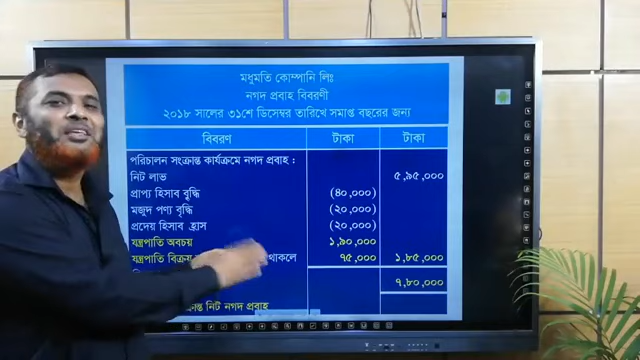 মধুমতি কোম্পানি লিঃ
নগদ প্রবাহ বিবরণী
২০১৮ সালের ৩১শে ডিসেম্বর তারিখে সমাপ্ত বছরের জন্য
বিবরণ টাকা টাকা
পরিচালন সংক্রান্ত কার্যক্রমে নগদ প্রবাহ :
নিট লাভ ৫,৯৫,০০০
প্রাপ্য হিসাব বৃদ্ধি (৪০,০০০)
মজুদ পণ্য বৃদ্ধি (২০,০০০)
প্রদেয় হিসাব হ্রাস (২০,০০০)
যন্ত্রপাতি অবচয় ১,৯০,০০০
যন্ত্রপাতি বিক্রয় থাকলে ৭৫,০০০ ১,৮৫,০০০
৭,৮০,০০০
নিট নগদ প্রবাহ